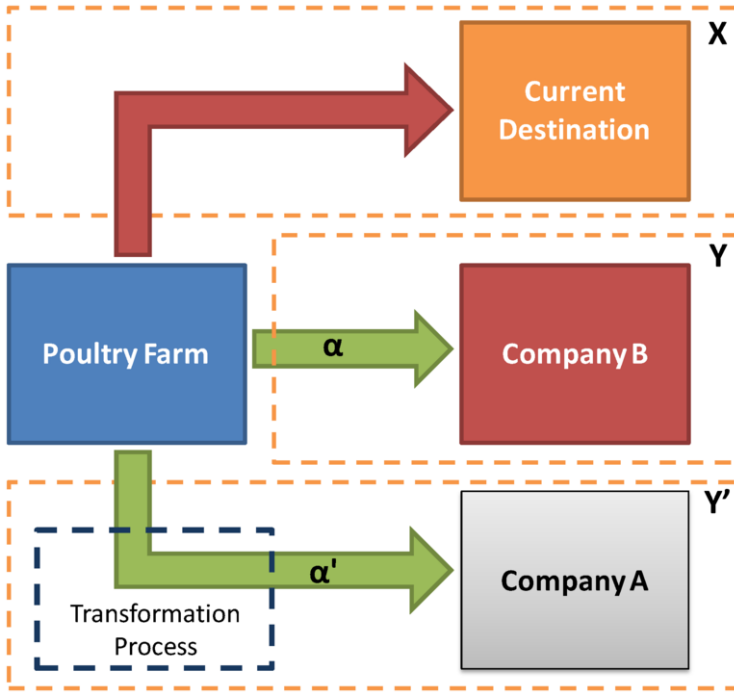 X
Current
Destination
Y
Poultry Farm
α
Company B
Y’
α'
Company A
Transformation
Process